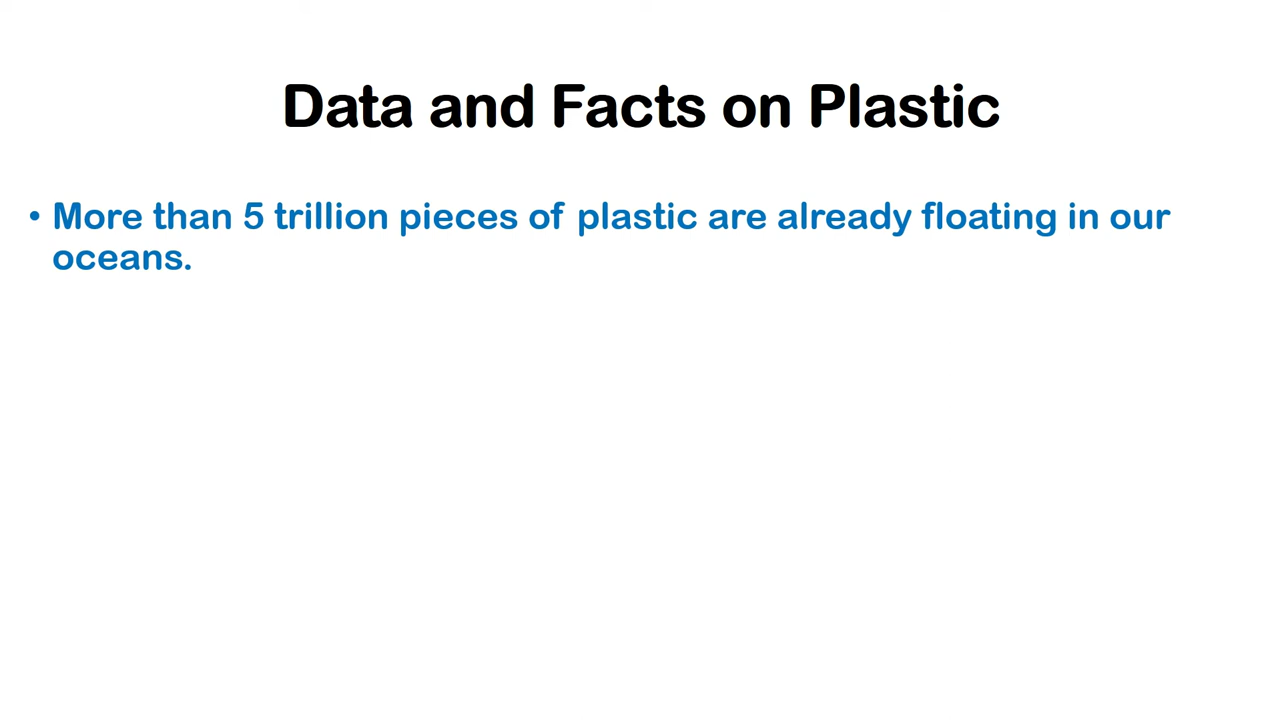 Data and Facts on Plastic
• More than 5 trillion pieces of plastic are already floating in our
oceans.